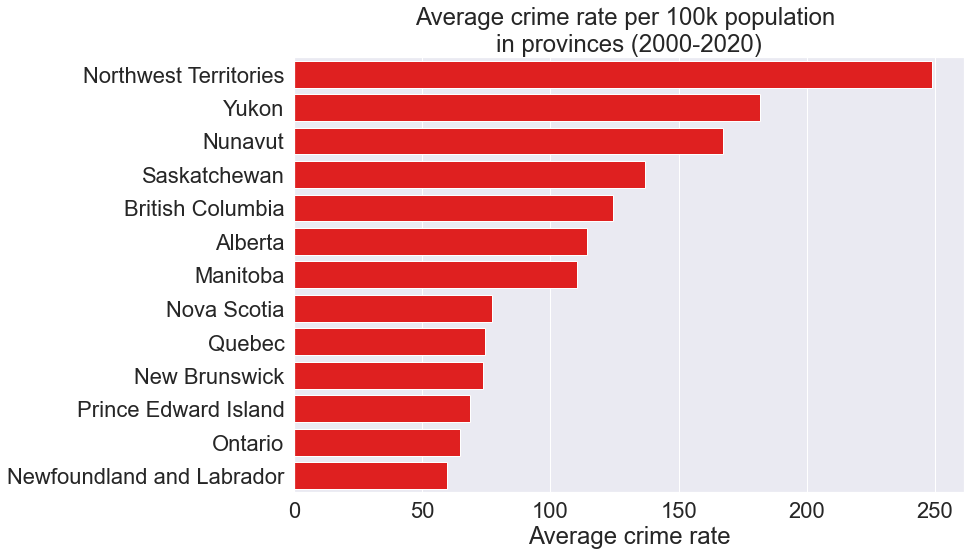 Average crime rate per 100k population
in provinces (2000-2020)
Northwest Territories
Yukon
Nunavut
Saskatchewan
British Columbia
Alberta
Manitoba
Nova Scotia
Quebec
New Brunswick
Prince Edward Island
Ontario
Newfoundland and Labrador
0 50 100 150 200 250
Average crime rate